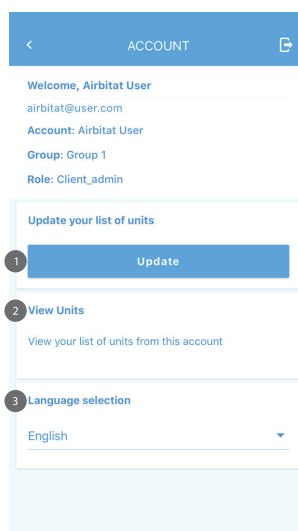 ACCOUNT
Welcome, Airbitat User
airbitat@user.com
Account: Airbitat User
Group: Group 1
Role: Client_admin
Update your list of units
1 Update
2 View Units
View your list of units from this account
3 Language selection
English